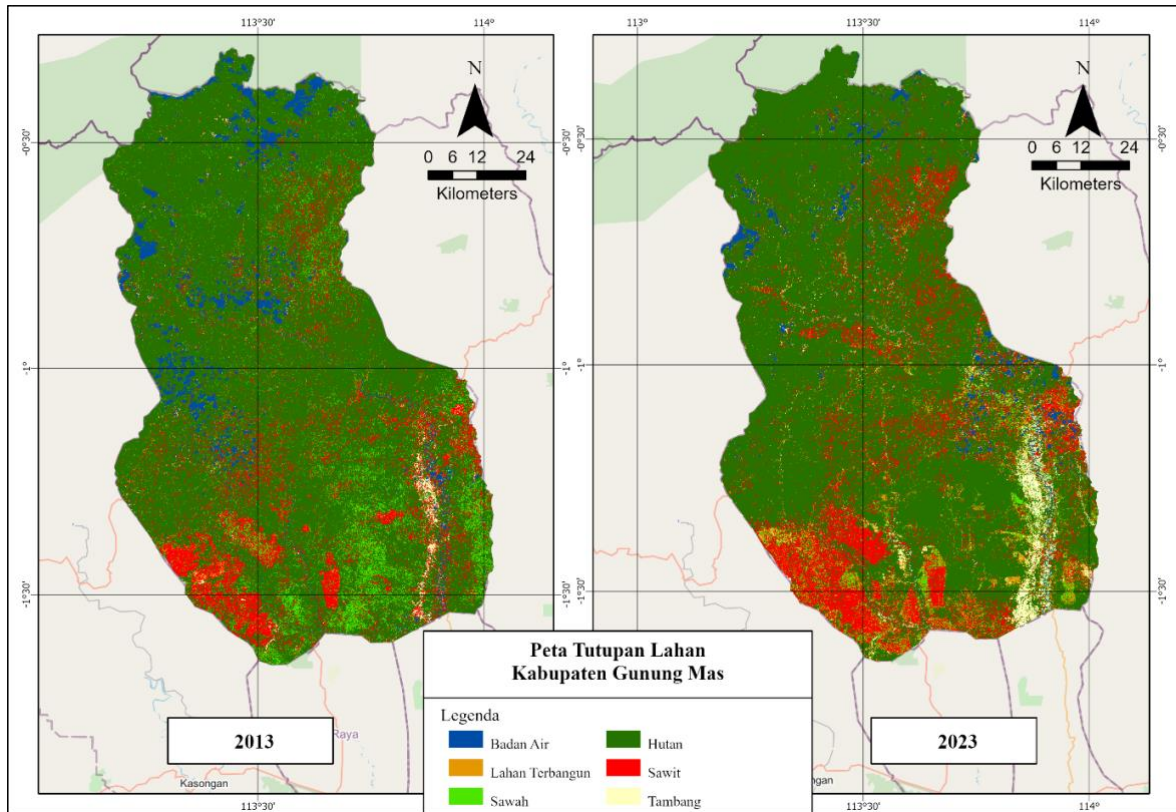 113°30'
114°
113°30'
114°
N
0 6 12 24
Kilometers
N
0 6 12 24
Kilometers
-0°30'
-0°30'
-1°
-1°
-1°30'
-1°30'
Peta Tutupan Lahan
Kabupaten Gunung Mas
Legenda
Badan Air
Hutan
Lahan Terbangun
Sawit
Sawah
Tambang
2013
Raya
Kasongan
2023
ngan
113°30'
114°
113°30'
114°